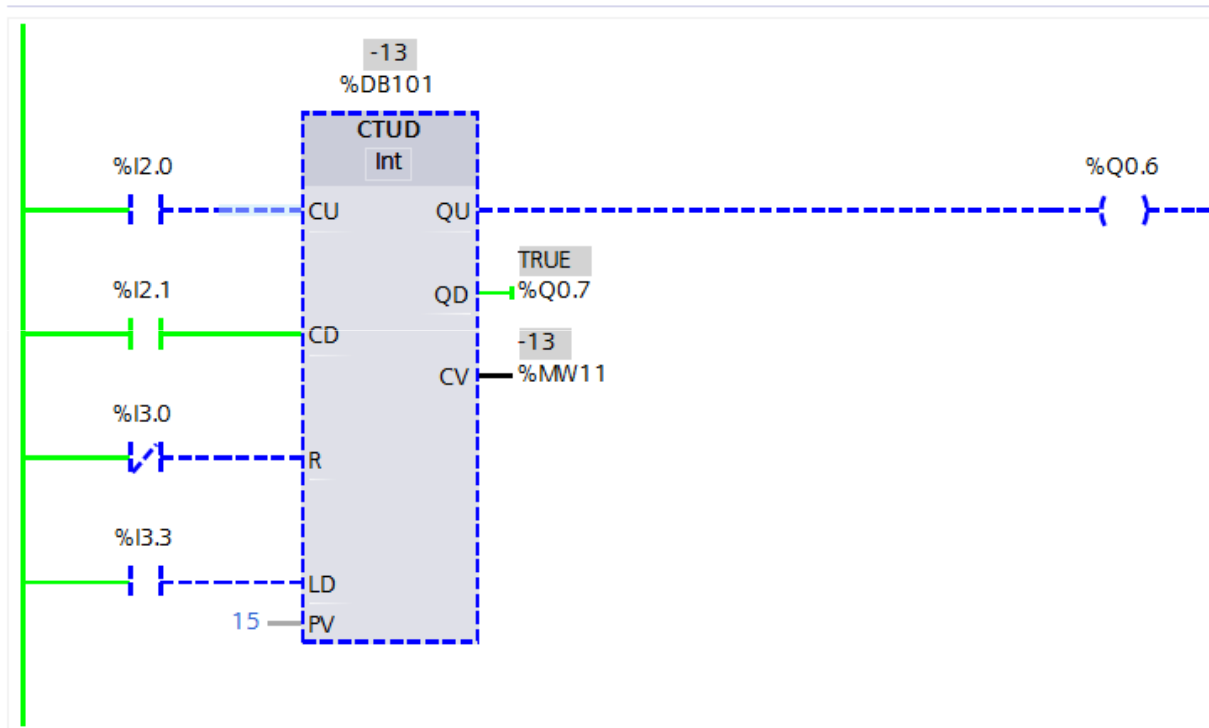 -13
%DB101
CTUD
Int
%I2.0
%Q0.6
CU
QU
TRUE
%I2.1
QD
%Q0.7
CD
-13
CV
%MW11
%I3.0
R
%I3.3
LD
15
PV